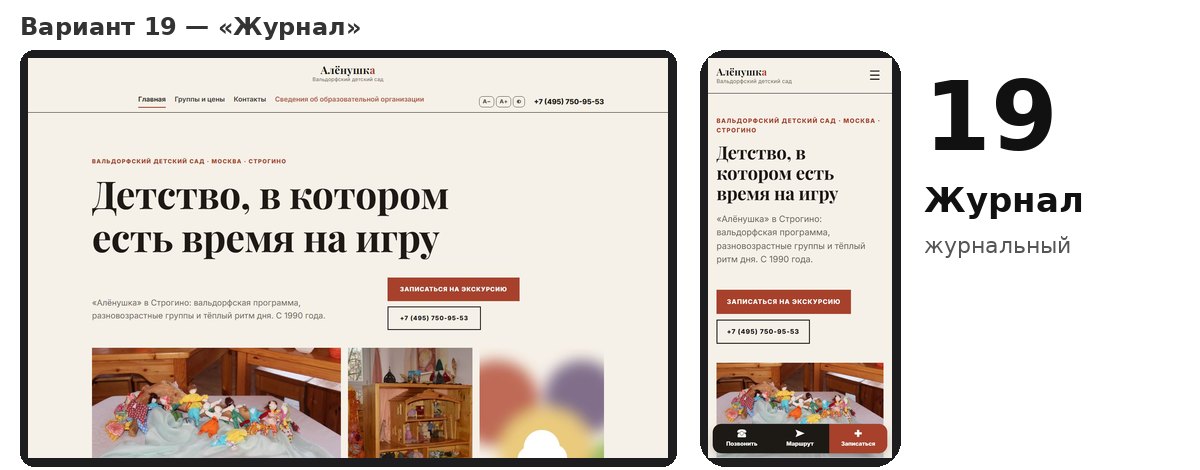 Вариант 19 — «Журнал»
Алёнушка
Вальдорфский детский сад
Главная Группы и цены Контакты Сведения об образовательной организации A− A+ +7 (495) 750-95-53
ВАЛЬДОРФСКИЙ ДЕТСКИЙ САД · МОСКВА · СТРОГИНО
Детство, в котором
есть время на игру
«Алёнушка» в Строгино: вальдорфская программа,
разновозрастные группы и тёплый ритм дня. С 1990 года.
ЗАПИСАТЬСЯ НА ЭКСКУРСИЮ
+7 (495) 750-95-53
Алёнушка
Вальдорфский детский сад
ВАЛЬДОРФСКИЙ ДЕТСКИЙ САД · МОСКВА ·
СТРОГИНО
Детство, в
котором есть
время на игру
«Алёнушка» в Строгино:
вальдорфская программа,
разновозрастные группы и тёплый
ритм дня. С 1990 года.
ЗАПИСАТЬСЯ НА ЭКСКУРСИЮ
+7 (495) 750-95-53
Позвонить Маршрут Записаться
19
Журнал
журнальный